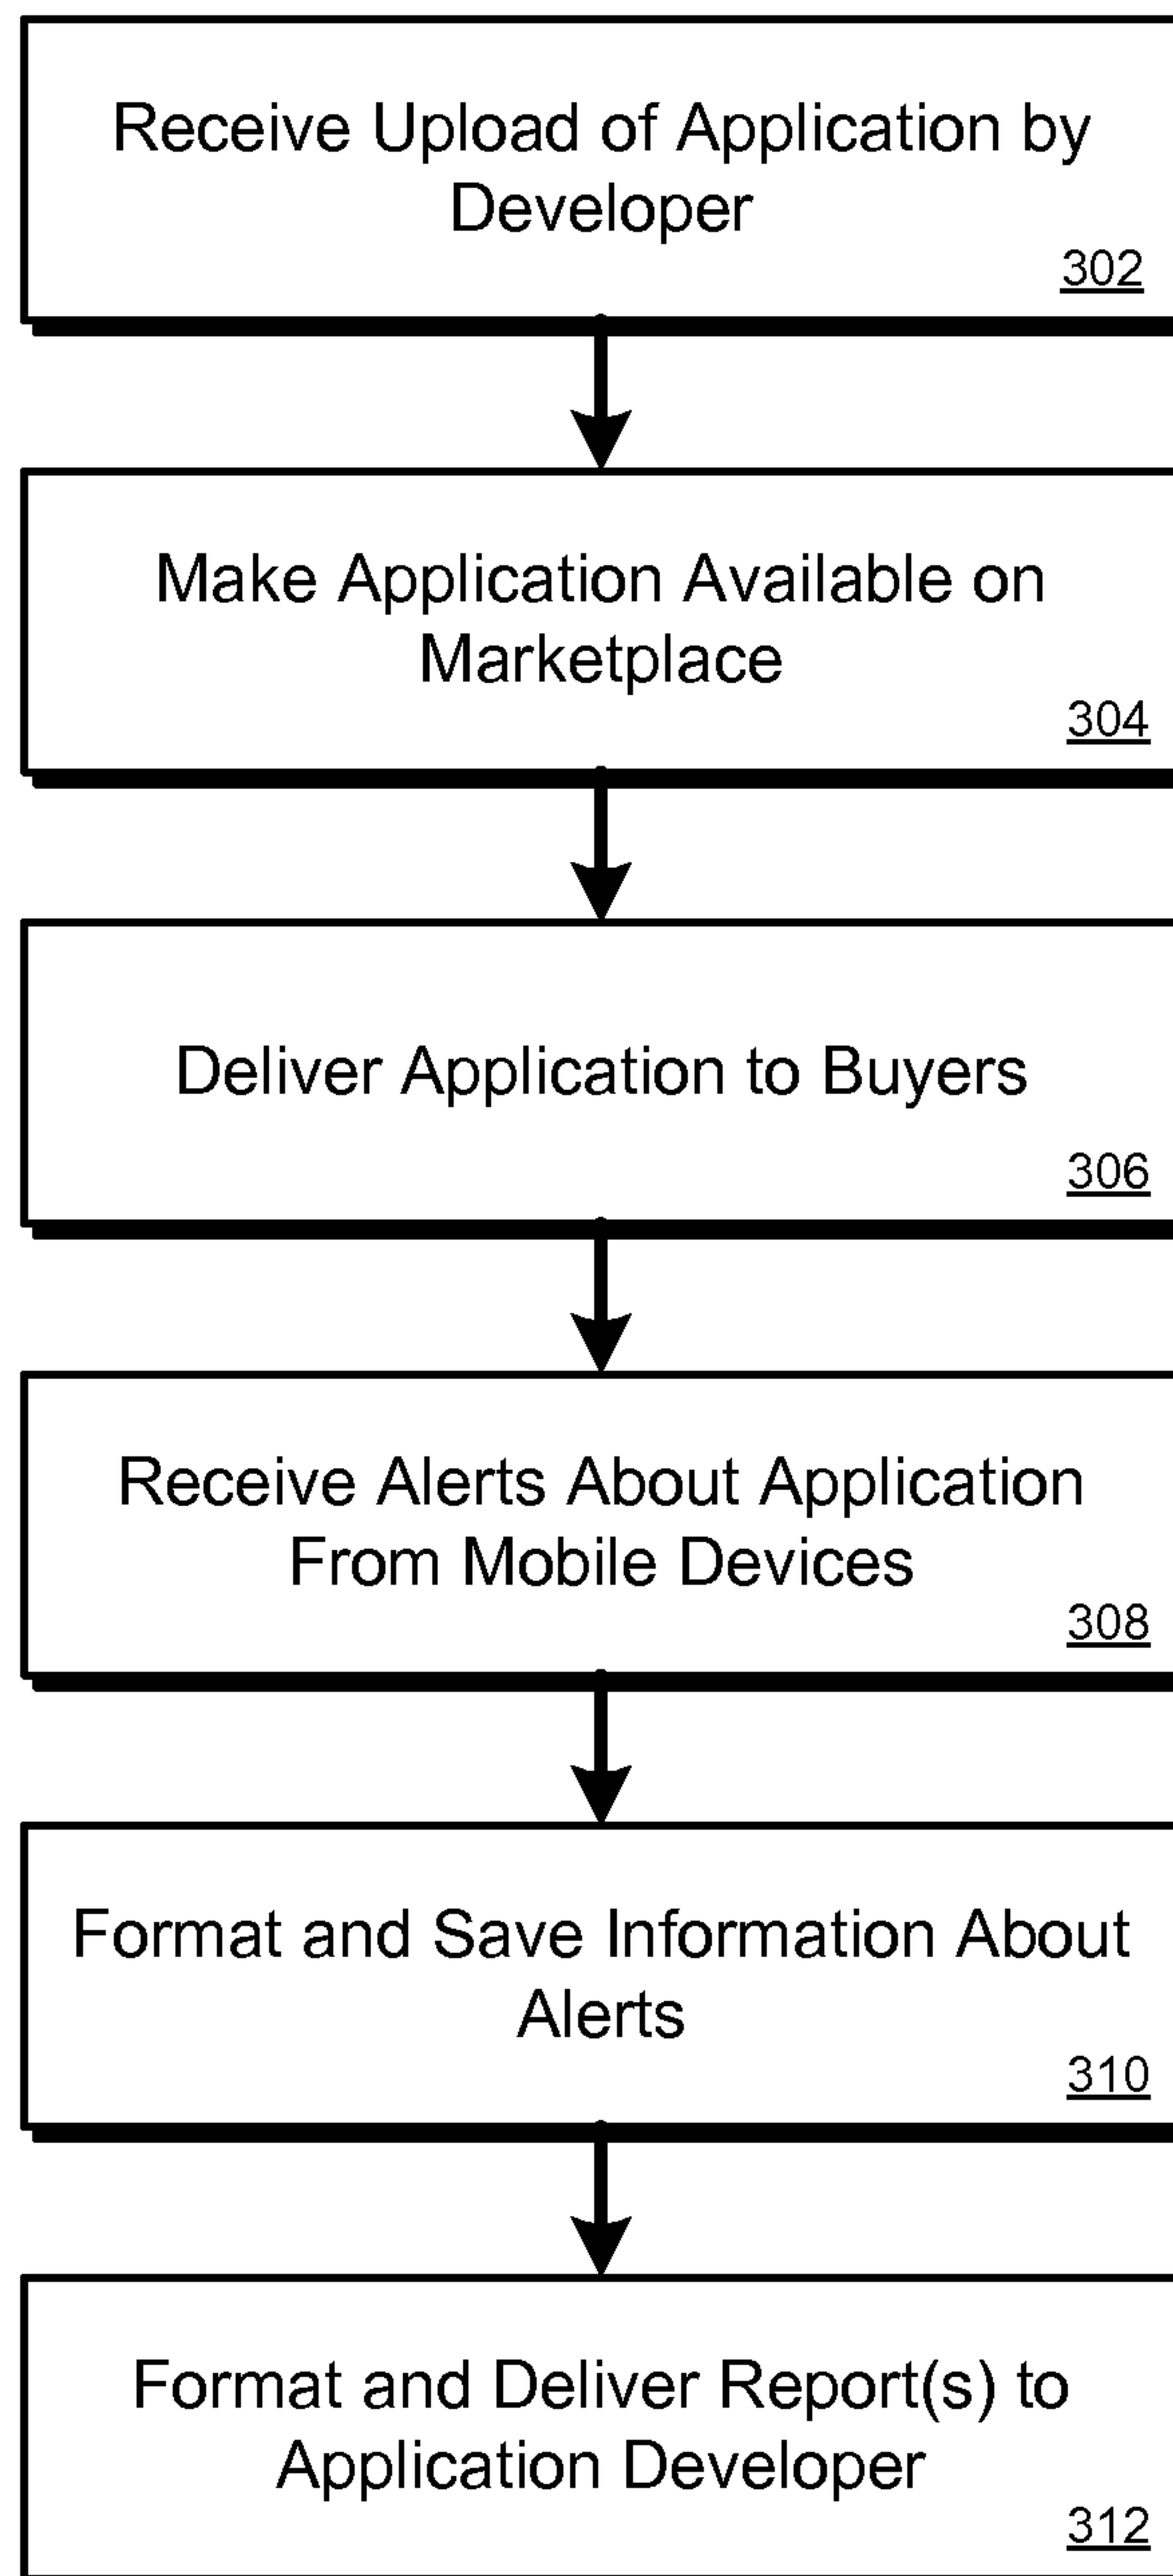 Receive Upload of Application by
Developer
302
Make Application Available on
Marketplace
304
Deliver Application to Buyers
306
Receive Alerts About Application
From Mobile Devices
308
Format and Save Information About
Alerts
310
Format and Deliver Report(s) to
Application Developer
312